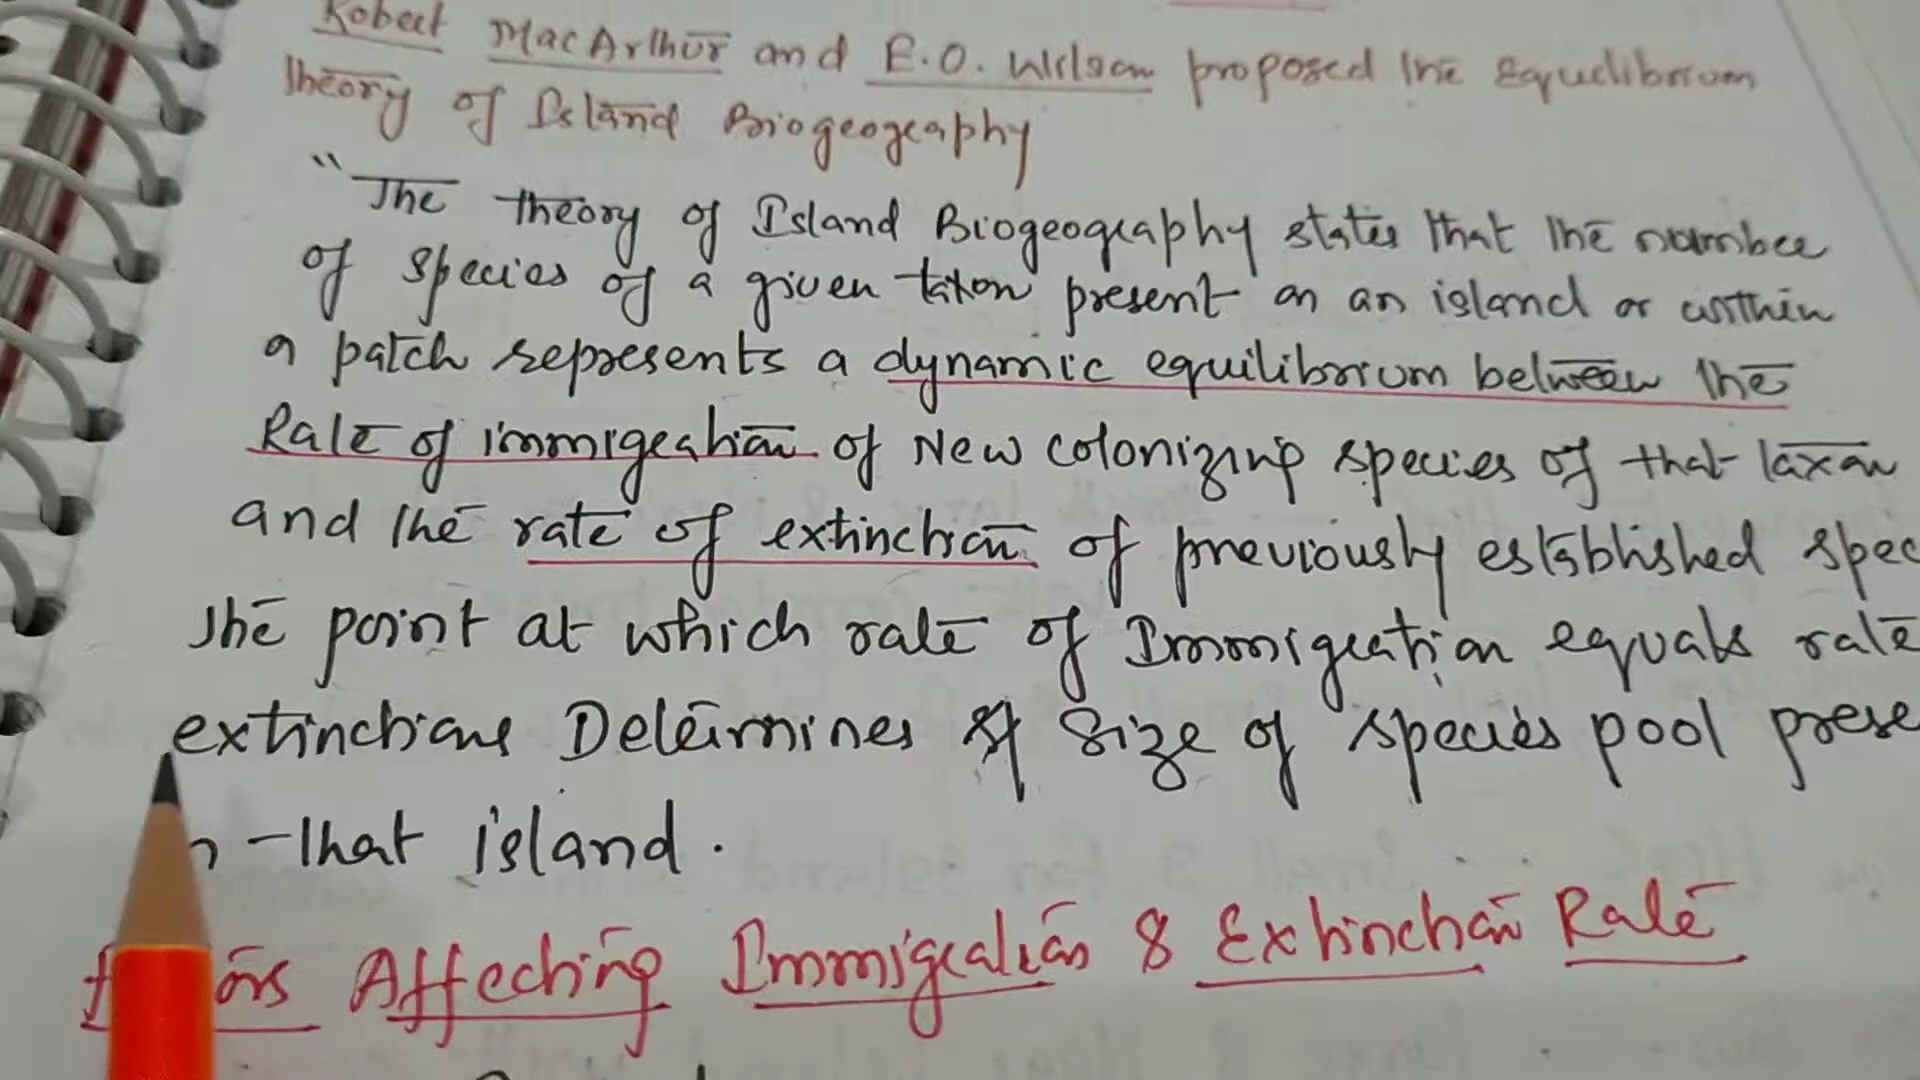 Robert MacArthur and E.O. Wilson proposed the Equilibrium
Theory of Island Biogeography
"The theory of Island Biogeography states that the number
of species of a given taxon present on an island or within
a patch represents a dynamic equilibrium between the
Rate of immigration of New colonizing species of that taxon
and the rate of extinction of previously established spec
The point at which rate of Immigration equals rate
extinctions Determines size of species pool prese
that island.
Affecting Immigration & Extinction Rate